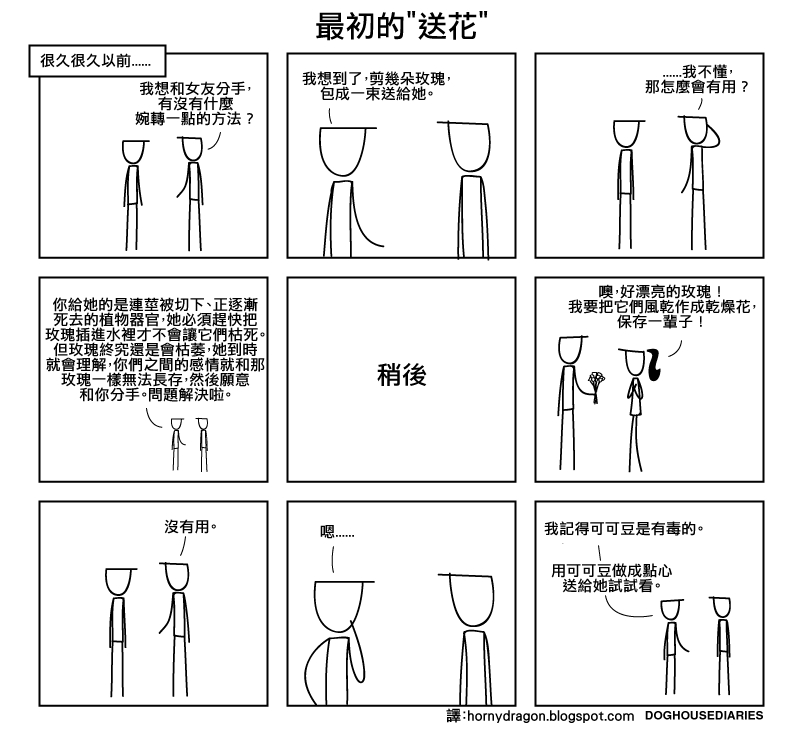 最初的"送花"
很久很久以前......
我想和女友分手,
有沒有什麼
婉轉一點的方法？
我想到了,剪幾朵玫瑰,
包成一束送給她。
......我不懂,
那怎麼會有用？
你給她的是連莖被切下、正逐漸
死去的植物器官,她必須趕快把
玫瑰插進水裡才不會讓它們枯死。
但玫瑰終究還是會枯萎,她到時
就會理解,你們之間的感情就和那
玫瑰一樣無法長存,然後願意
和你分手。問題解決啦。
稍後
噢,好漂亮的玫瑰！
我要把它們風乾作成乾燥花,
保存一輩子！
沒有用。
嗯......
我記得可可豆是有毒的。
用可可豆做成點心
送給她試試看。
譯:hornydragon.blogspot.com DOGHOUSEDIARIES